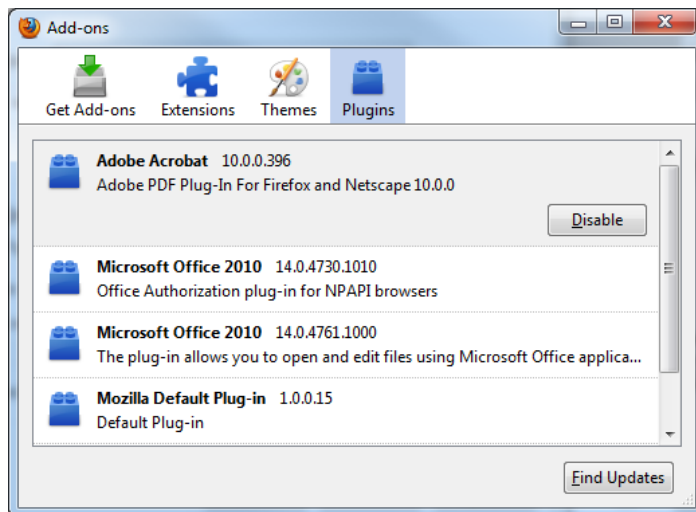 Add-ons
Get Add-ons Extensions Themes Plugins
Adobe Acrobat 10.0.0.396
Adobe PDF Plug-In For Firefox and Netscape 10.0.0
Disable
Microsoft Office 2010 14.0.4730.1010
Office Authorization plug-in for NPAPI browsers
Microsoft Office 2010 14.0.4761.1000
The plug-in allows you to open and edit files using Microsoft Office applica...
Mozilla Default Plug-in 1.0.0.15
Default Plug-in
Find Updates